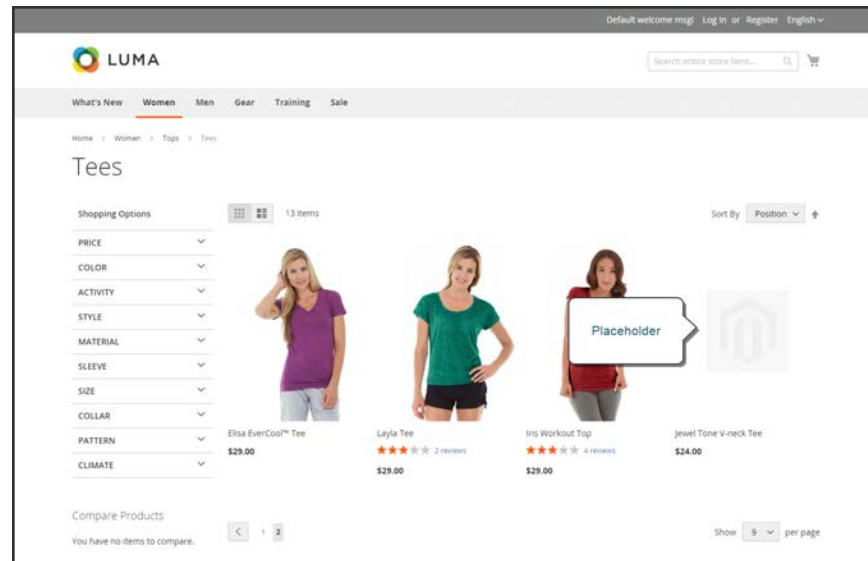 Default welcome msg! Log In or Register English
LUMA
Search entire store here...
What's New Women Men Gear Training Sale
Home > Women > Tops > Tees
Tees
Shopping Options
13 items
Sort By Position
PRICE
COLOR
ACTIVITY
STYLE
MATERIAL
SLEEVE
SIZE
COLLAR
PATTERN
CLIMATE
Placeholder
Elisa EverCool™ Tee
$29.00
Layla Tee
2 reviews
$29.00
Iris Workout Top
4 reviews
$29.00
Jewel Tone V-neck Tee
$24.00
Compare Products
You have no items to compare.
1 2
Show 9 per page